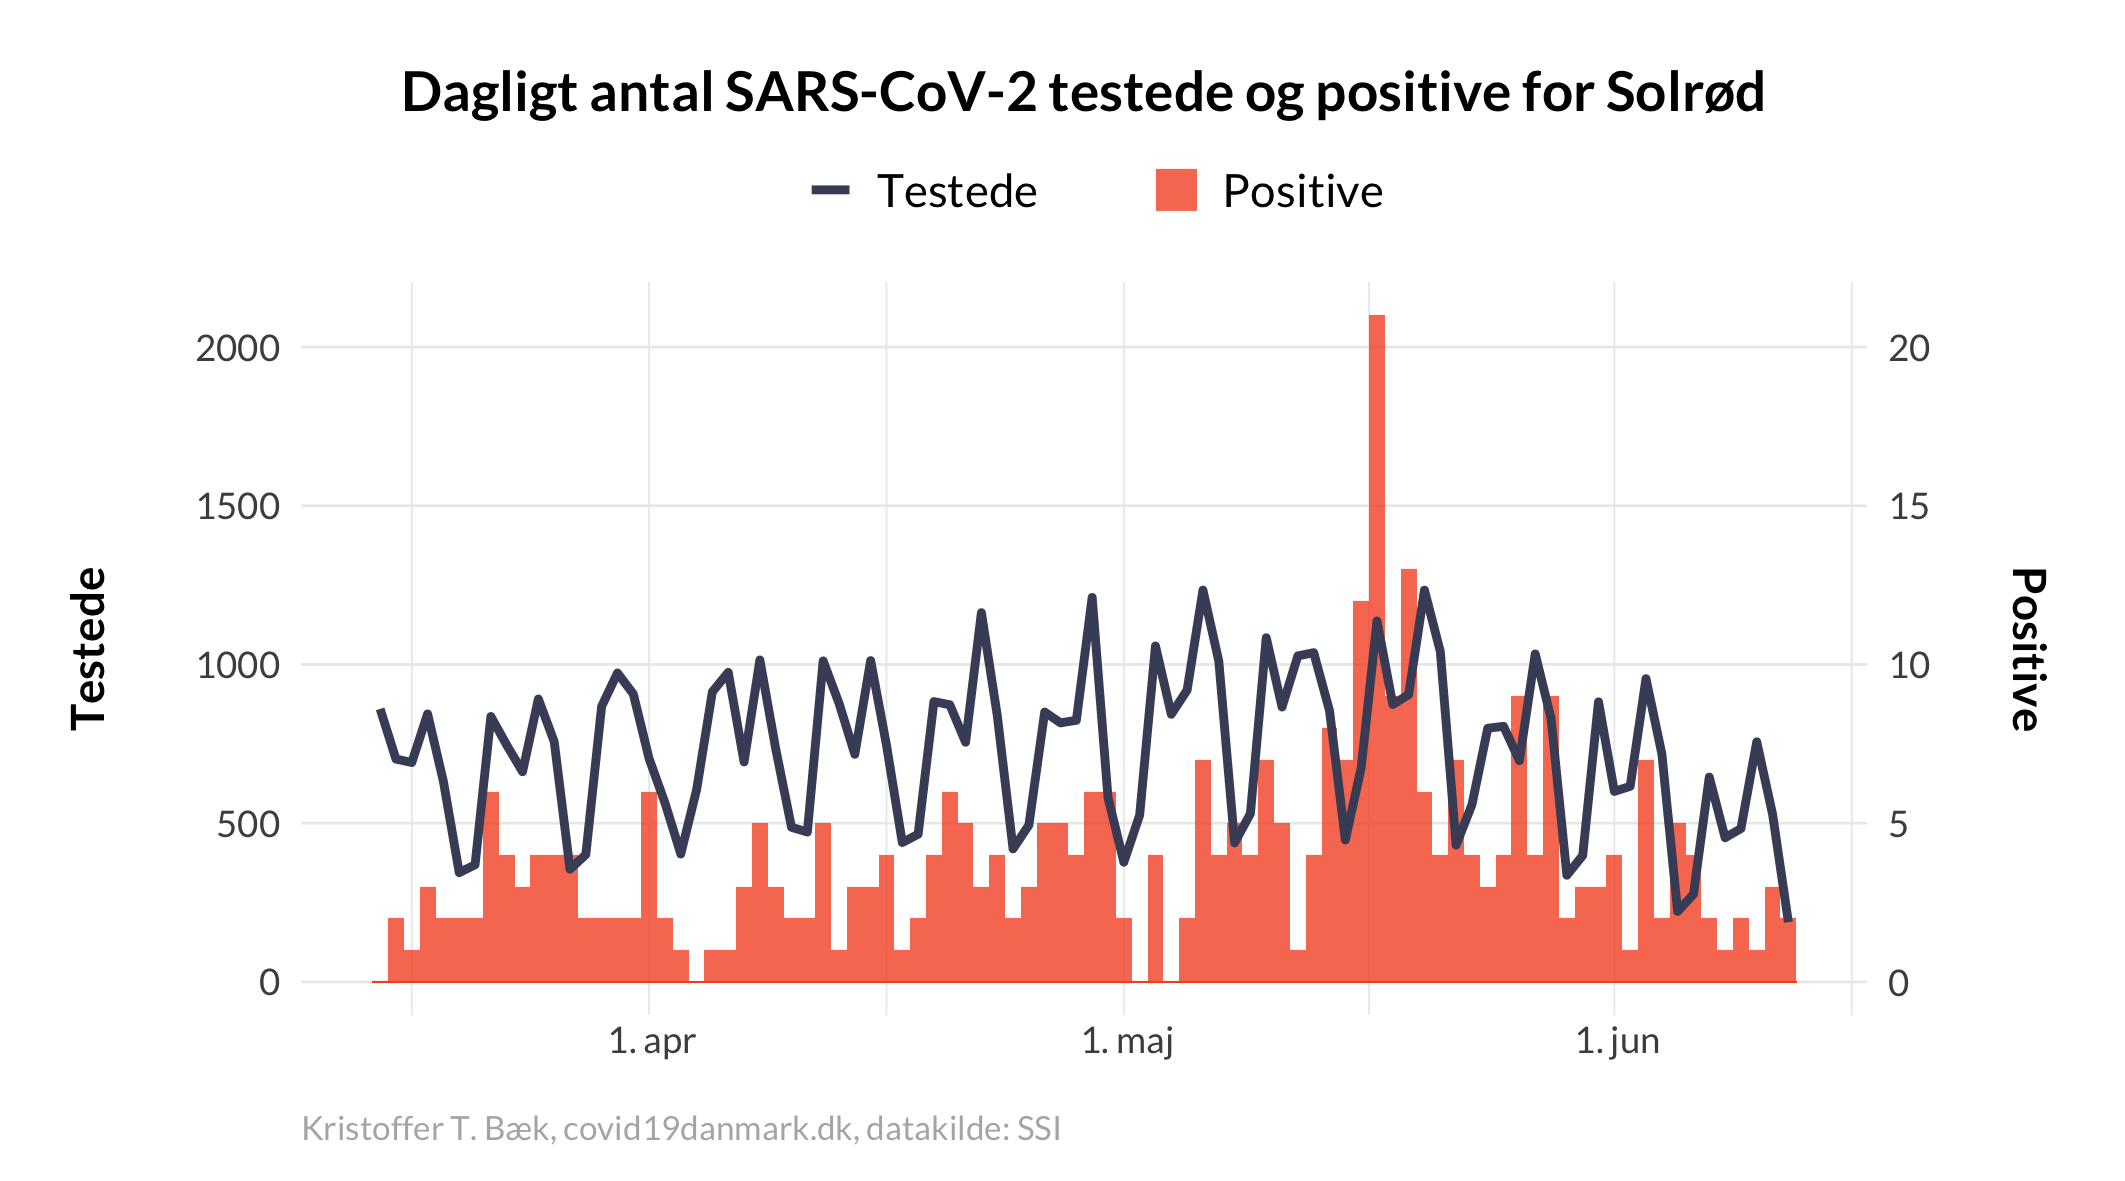 Dagligt antal SARS-CoV-2 testede og positive for Solrød
Testede
Positive
2000
1500
1000
500
0
Testede
20
15
10
5
0
Positive
1. apr
1. maj
1. jun
Kristoffer T. Bæk, covid19danmark.dk, datakilde: SSI